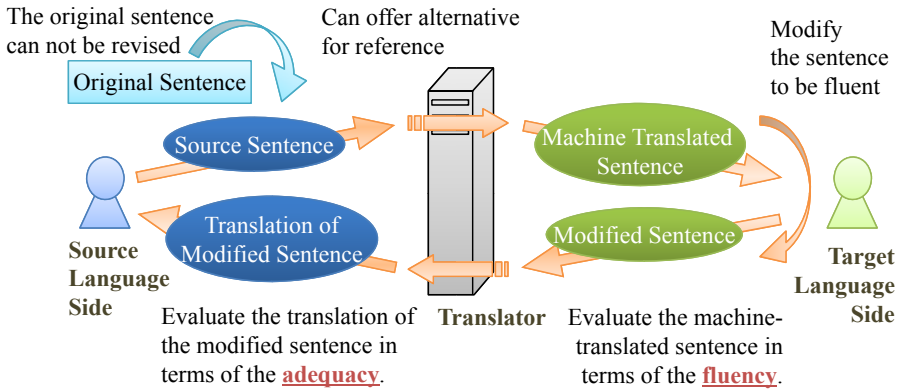 The original sentence
can not be revised
Original Sentence
Can offer alternative
for reference
Modify
the sentence
to be fluent
Source Sentence
Machine Translated
Sentence
Translation of
Modified Sentence
Modified Sentence
Source
Language
Side
Translator
Target
Language
Side
Evaluate the translation of
the modified sentence in
terms of the adequacy.
Evaluate the machine-
translated sentence in
terms of the fluency.